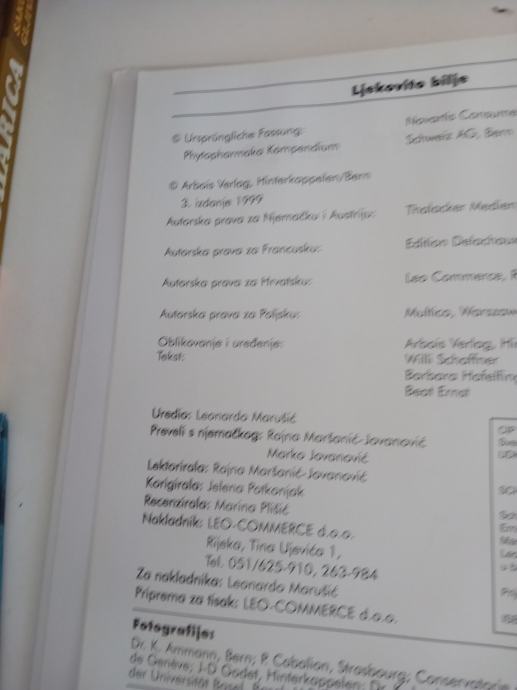 Ljekovito bilje
© Ursprüngliche Fassung: Novartis Consume
Phytopharmaka Kompendium Schweiz AG, Bern
© Arboris Verlag, Hinterkappelen/Bern
3. izdanje 1999
Autorska prava za Njemačku i Austriju: Thalacker Medien
Autorska prava za Francusku: Edition Delachaux
Autorska prava za Hrvatsku: Leo Commerce, R
Autorska prava za Poljsku: Multico, Warszaw
Oblikovanje i uređenje: Arboris Verlag, Hi
Tekst: Willi Schaffner
Barbara Häfelfin
Beat Ernst
Uredio: Leonardo Marušić
Preveli s njemačkog: Rajna Maršanić-Jovanović
Marko Jovanović
Lektorirala: Rajna Maršanić-Jovanović
Korigirala: Jelena Potkonjak
Recenzirala: Marina Plišić
Nakladnik: LEO-COMMERCE d.o.o.
Rijeka, Tina Ujevića 1,
Tel. 051/625-910, 263-984
Za nakladnika: Leonardo Marušić
Priprema za tisak: LEO-COMMERCE d.o.o.
Fotografije:
Dr. K. Ammann, Bern; P. Cabalion, Strasbourg; Conservatoire
de Genève; J-D Godet, Hinterkappelen; Dr.
der Universität Basel,
CIP